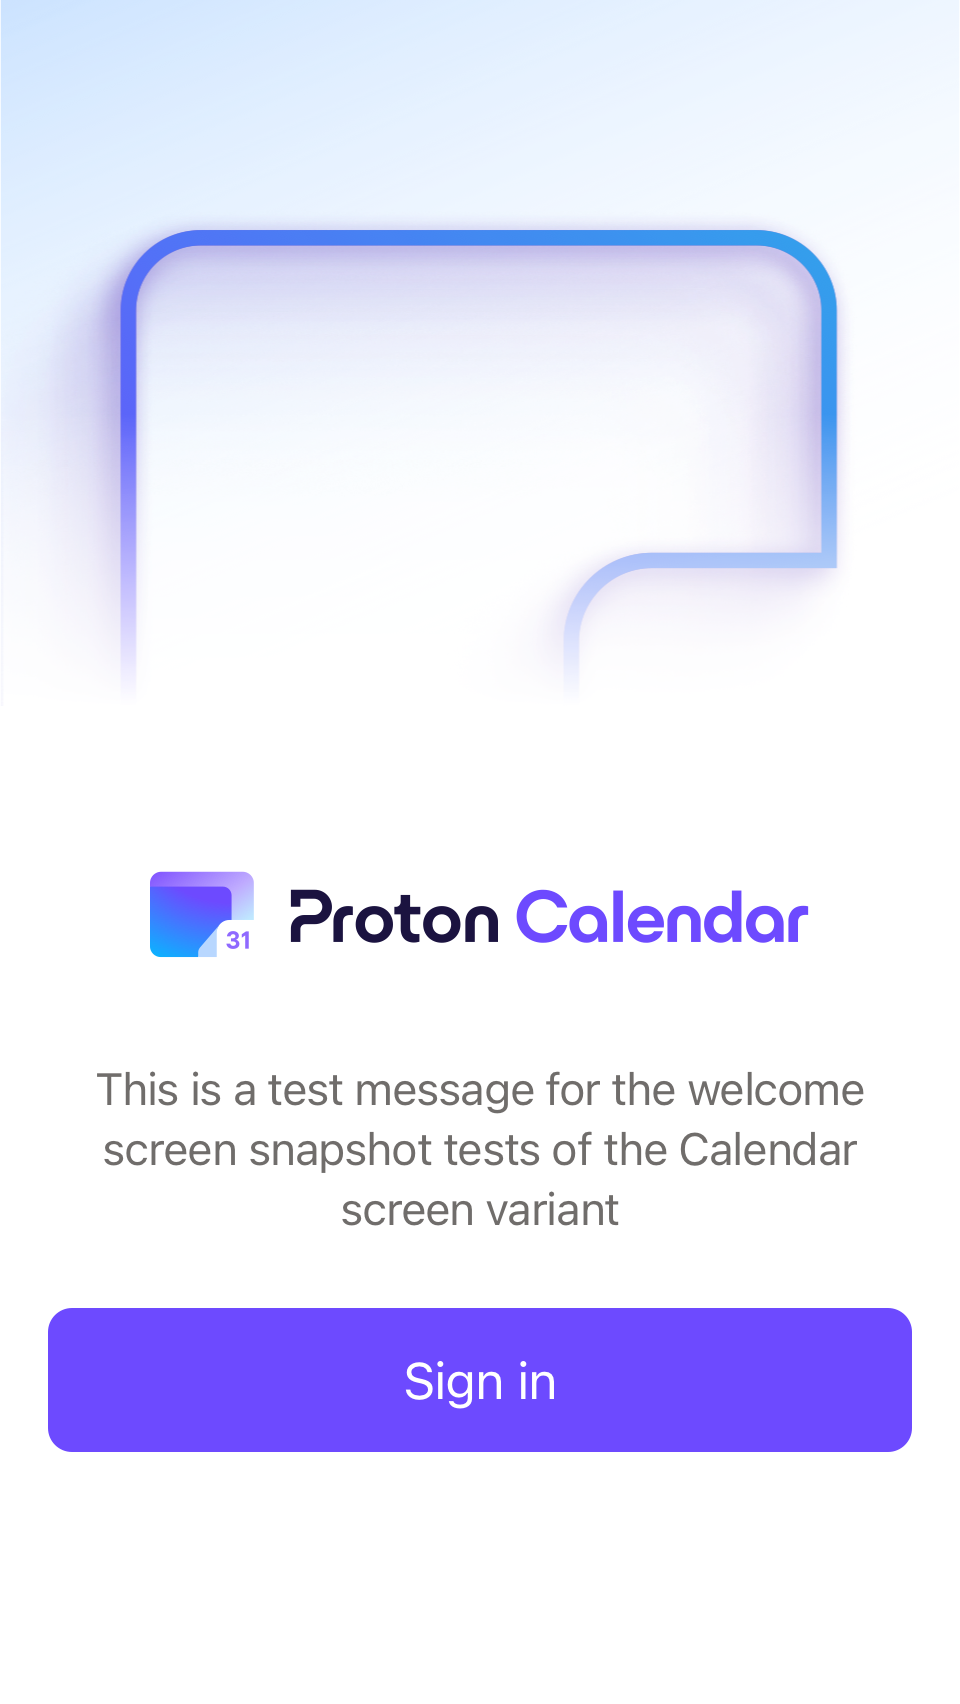 31
Proton Calendar
This is a test message for the welcome
screen snapshot tests of the Calendar
screen variant
Sign in